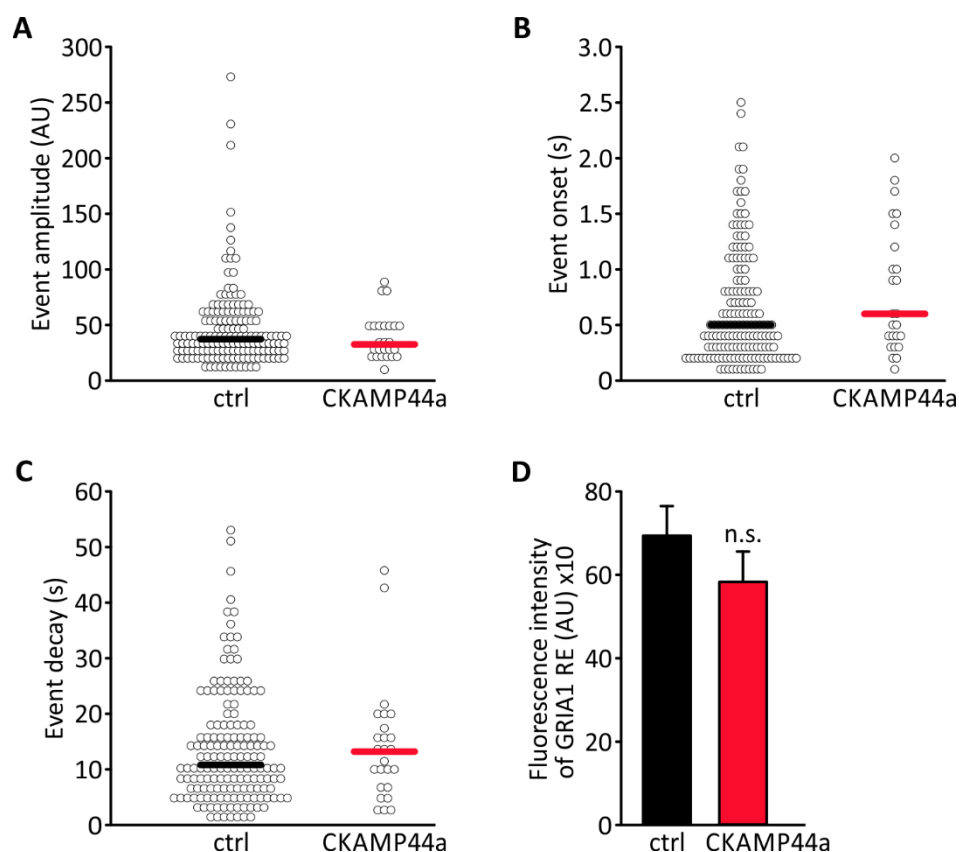 A
Event amplitude (AU)
300
250
200
150
100
50
0
ctrl
CKAMP44a
B
Event onset (s)
3.0
2.5
2.0
1.5
1.0
0.5
0
ctrl
CKAMP44a
C
Event decay (s)
60
50
40
30
20
10
0
ctrl
CKAMP44a
D
Fluorescence intensity
of GRIA1 RE (AU) x10
80
60
40
20
0
n.s.
ctrl
CKAMP44a